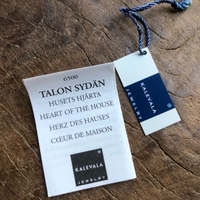 6500
TALON SYDÄN
HUSETS HJÄRTA
HEART OF THE HOUSE
HERZ DES HAUSES
CŒUR DE MAISON
KALEVALA
JEWELRY
KALEVALA
JEWELRY